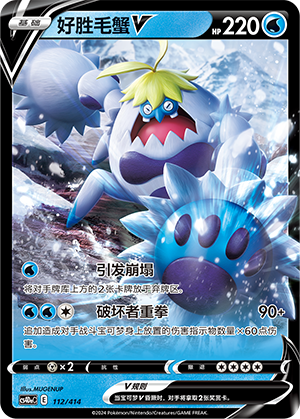 基础 好胜毛蟹V HP 220
引发崩塌
将对手牌库上方的2张卡牌放于弃牌区。
破坏者重拳 90+
追加造成对手战斗宝可梦身上放置的伤害指示物数量×60点伤害。
弱点 ×2 抗性 撤退
V规则
当宝可梦V昏厥时，对手将拿取2张奖赏卡。
Illus. MUGENUP
CS4DaC E 112/414
©2024 Pokémon/Nintendo/Creatures/GAME FREAK.